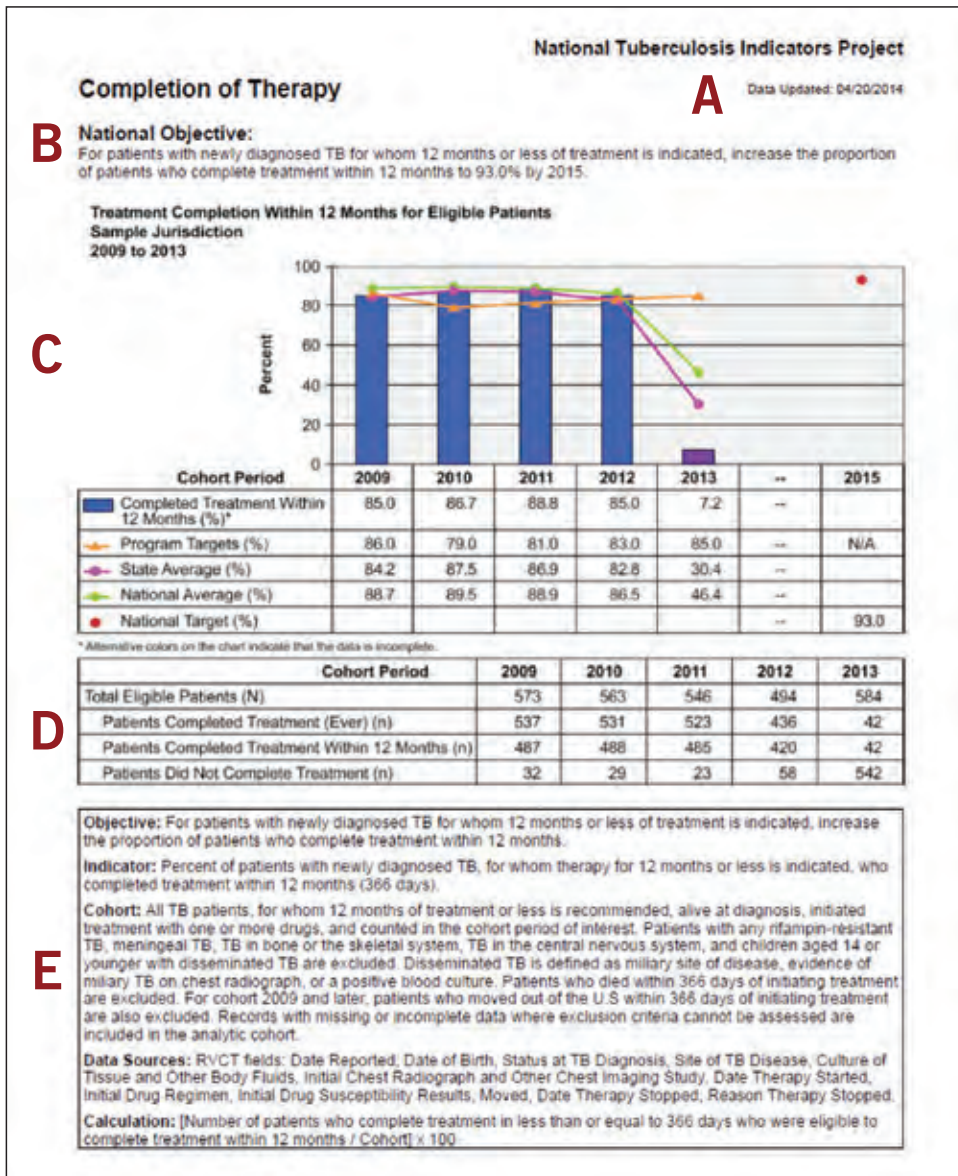 National Tuberculosis Indicators Project
Completion of Therapy
A
Data Updated: 04/20/2014
B
National Objective:
For patients with newly diagnosed TB for whom 12 months or less of treatment is indicated, increase the proportion
of patients who complete treatment within 12 months to 93.0% by 2015.
Treatment Completion Within 12 Months for Eligible Patients
Sample Jurisdiction
2009 to 2013
C
Percent
100
80
60
40
20
0
Cohort Period 2009 2010 2011 2012 2013 -- 2015
Completed Treatment Within 12 Months (%)* 85.0 86.7 88.8 85.0 7.2 --
Program Targets (%) 86.0 79.0 81.0 83.0 85.0 -- N/A
State Average (%) 84.2 87.5 86.9 82.8 30.4 --
National Average (%) 88.7 89.5 88.9 86.5 46.4 --
National Target (%) -- 93.0
* Alternative colors on the chart indicate that the data is incomplete.
D
Cohort Period 2009 2010 2011 2012 2013
Total Eligible Patients (N) 573 563 546 494 584
Patients Completed Treatment (Ever) (n) 537 531 523 436 42
Patients Completed Treatment Within 12 Months (n) 487 488 485 420 42
Patients Did Not Complete Treatment (n) 32 29 23 58 542
E
Objective: For patients with newly diagnosed TB for whom 12 months or less of treatment is indicated, increase
the proportion of patients who complete treatment within 12 months.
Indicator: Percent of patients with newly diagnosed TB, for whom therapy for 12 months or less is indicated, who
completed treatment within 12 months (366 days).
Cohort: All TB patients, for whom 12 months of treatment or less is recommended, alive at diagnosis, initiated
treatment with one or more drugs, and counted in the cohort period of interest. Patients with any rifampin-resistant
TB, meningeal TB, TB in bone or the skeletal system, TB in the central nervous system, and children aged 14 or
younger with disseminated TB are excluded. Disseminated TB is defined as miliary site of disease, evidence of
miliary TB on chest radiograph, or a positive blood culture. Patients who died within 366 days of initiating treatment
are excluded. For cohort 2009 and later, patients who moved out of the U.S within 366 days of initiating treatment
are also excluded. Records with missing or incomplete data where exclusion criteria cannot be assessed are
included in the analytic cohort.
Data Sources: RVCT fields: Date Reported, Date of Birth, Status at TB Diagnosis, Site of TB Disease, Culture of
Tissue and Other Body Fluids, Initial Chest Radiograph and Other Chest Imaging Study, Date Therapy Started,
Initial Drug Regimen, Initial Drug Susceptibility Results, Moved, Date Therapy Stopped, Reason Therapy Stopped.
Calculation: [Number of patients who complete treatment in less than or equal to 366 days who were eligible to
complete treatment within 12 months / Cohort] x 100